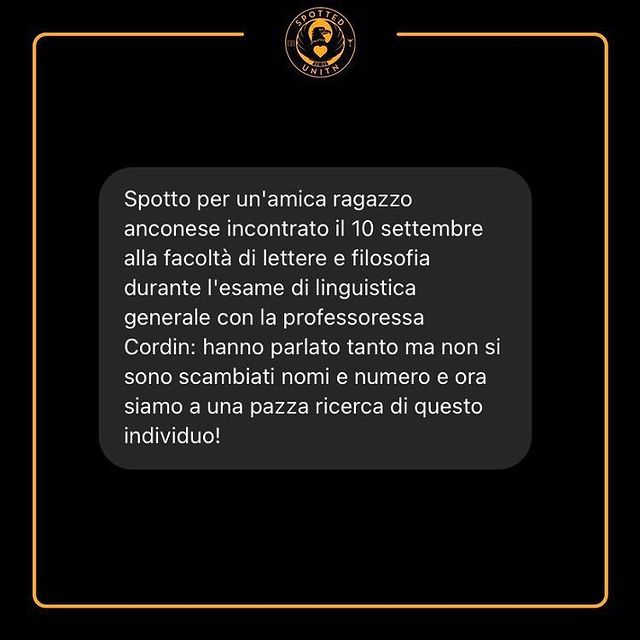 SPOTTED
UNITN
Spotto per un'amica ragazzo
anconese incontrato il 10 settembre
alla facoltà di lettere e filosofia
durante l'esame di linguistica
generale con la professoressa
Cordin: hanno parlato tanto ma non si
sono scambiati nomi e numero e ora
siamo a una pazza ricerca di questo
individuo!